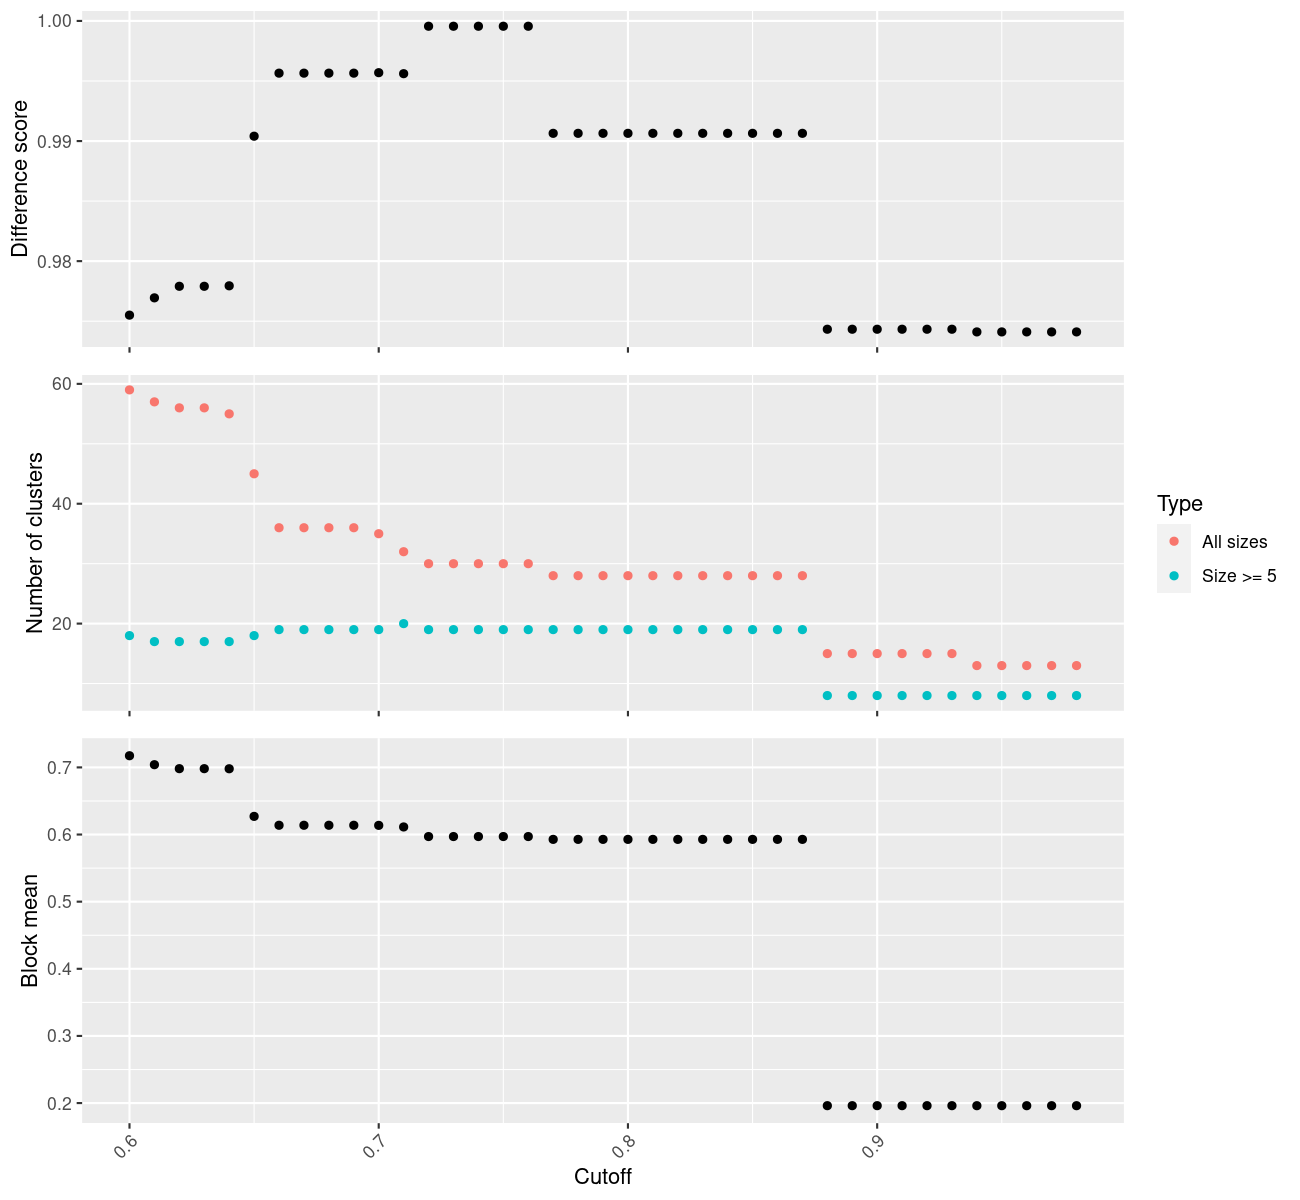 1.00
0.99
0.98
Difference score
60
40
20
Number of clusters
Type
All sizes
Size >= 5
0.7
0.6
0.5
0.4
0.3
0.2
Block mean
0.6 0.7 0.8 0.9
Cutoff